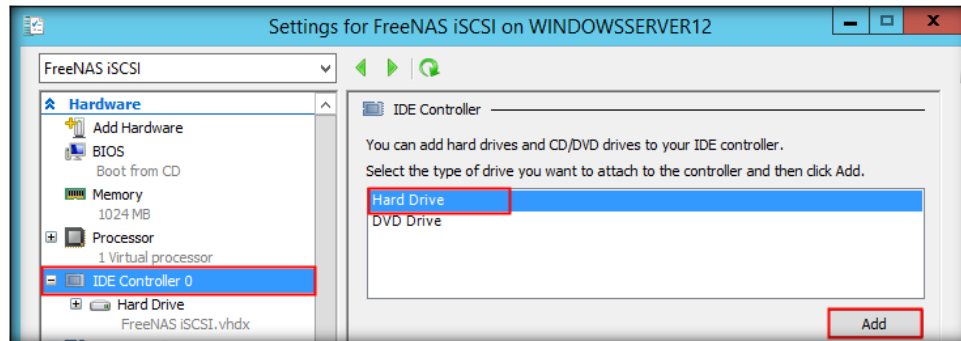 Settings for FreeNAS iSCSI on WINDOWSSERVER12
FreeNAS iSCSI
Hardware
Add Hardware
BIOS
Boot from CD
Memory
1024 MB
Processor
1 Virtual processor
IDE Controller 0
Hard Drive
FreeNAS iSCSI.vhdx
IDE Controller
You can add hard drives and CD/DVD drives to your IDE controller.
Select the type of drive you want to attach to the controller and then click Add.
Hard Drive
DVD Drive
Add